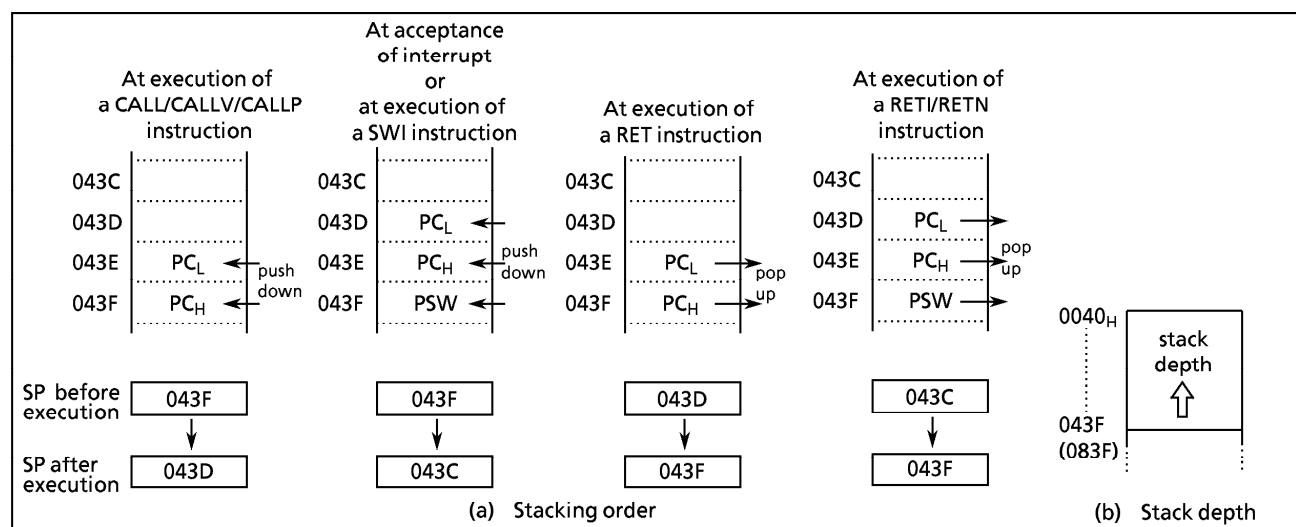 At execution of
a CALL/CALLV/CALLP
instruction
043C
043D
043E PCL push
043F PCH down
At acceptance
of interrupt
or
at execution of
a SWI instruction
043C
043D PCL
043E PCH push
043F PSW down
At execution of
a RET instruction
043C
043D
043E PCL pop
043F PCH up
At execution of
a RETI/RETN
instruction
043C
043D PCL
043E PCH pop
043F PSW up
SP before
execution
043F 043F 043D 043C
SP after
execution
043D 043C 043F 043F
(a) Stacking order
0040H
stack
depth
043F
(083F)
(b) Stack depth